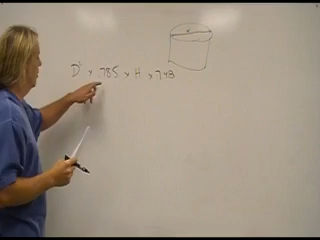 D² × .785 × H × 7.48
d